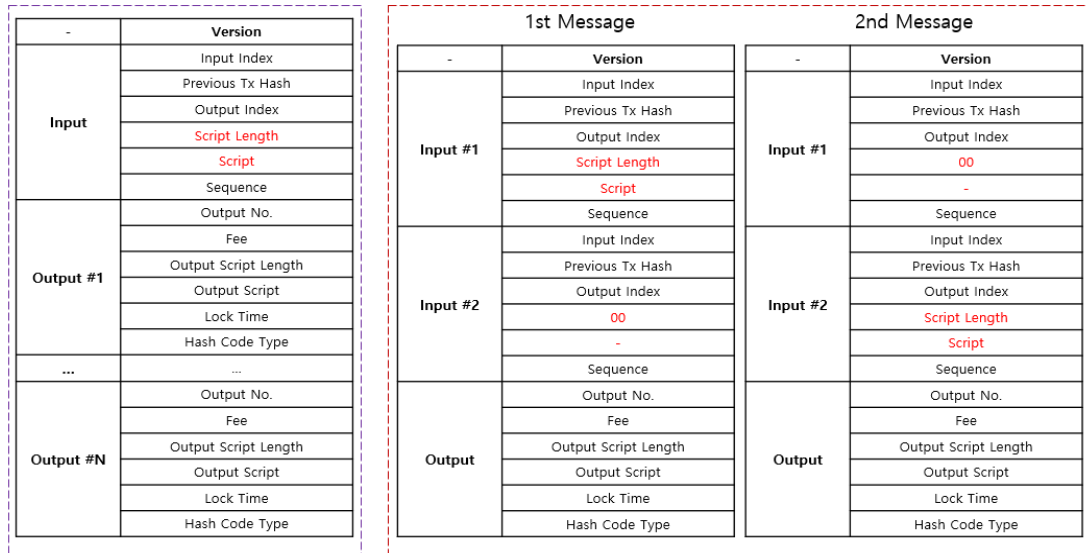 - Version
Input Input Index
Previous Tx Hash
Output Index
Script Length
Script
Sequence
Output #1 Output No.
Fee
Output Script Length
Output Script
Lock Time
Hash Code Type
... ...
Output #N Output No.
Fee
Output Script Length
Output Script
Lock Time
Hash Code Type
1st Message
- Version
Input #1 Input Index
Previous Tx Hash
Output Index
Script Length
Script
Sequence
Input #2 Input Index
Previous Tx Hash
Output Index
00
-
Sequence
Output Output No.
Fee
Output Script Length
Output Script
Lock Time
Hash Code Type
2nd Message
- Version
Input #1 Input Index
Previous Tx Hash
Output Index
00
-
Sequence
Input #2 Input Index
Previous Tx Hash
Output Index
Script Length
Script
Sequence
Output Output No.
Fee
Output Script Length
Output Script
Lock Time
Hash Code Type